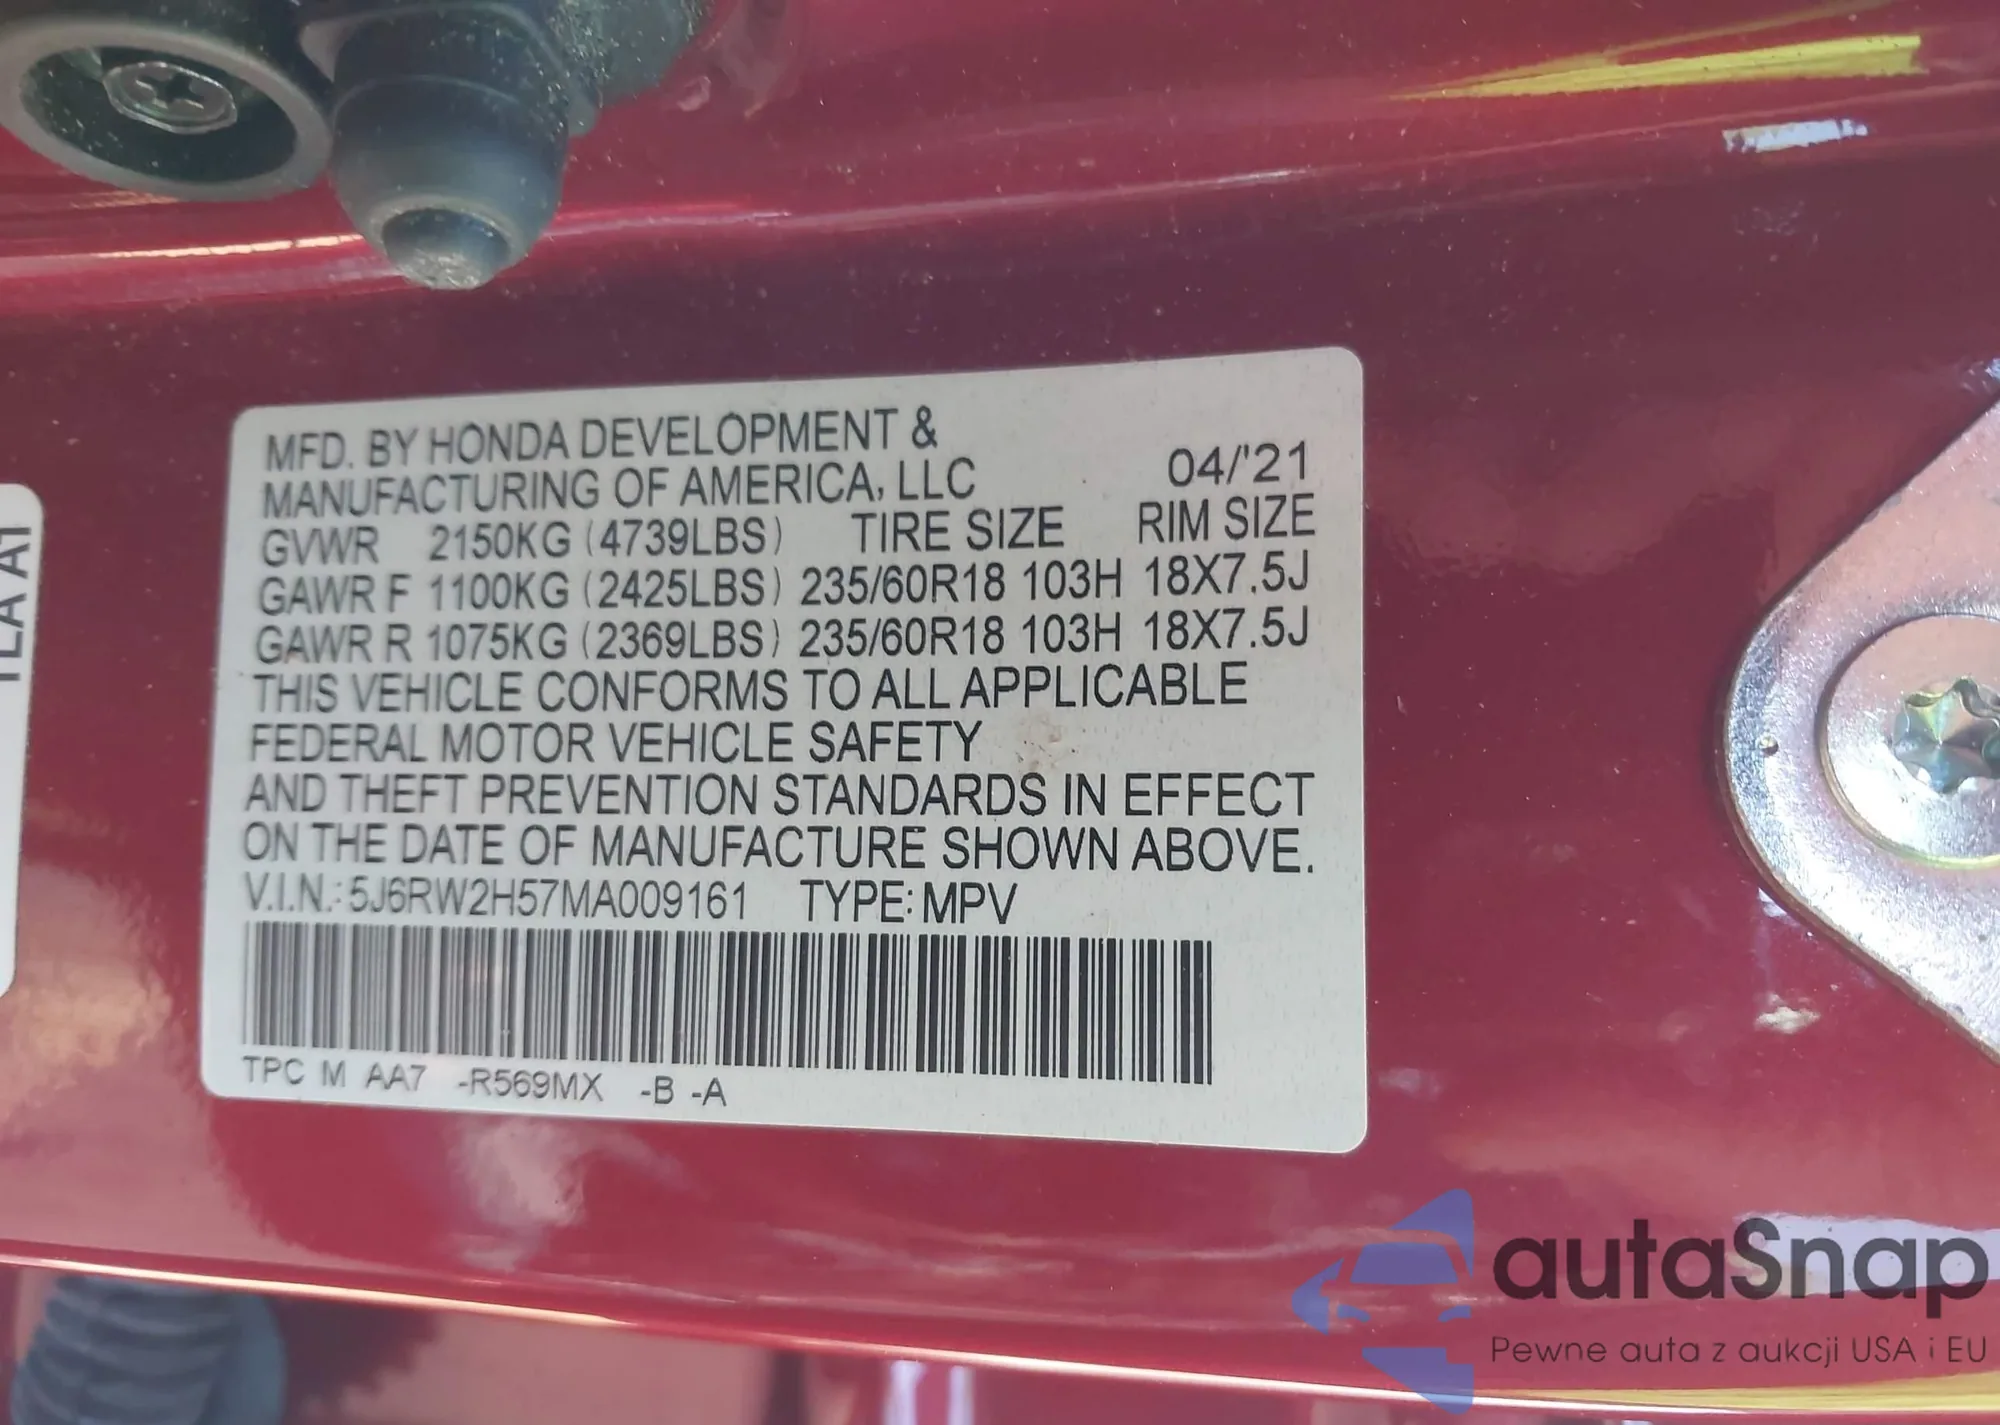 MFD. BY HONDA DEVELOPMENT &
MANUFACTURING OF AMERICA, LLC 04/'21
GVWR 2150KG (4739LBS) TIRE SIZE RIM SIZE
GAWR F 1100KG (2425LBS) 235/60R18 103H 18X7.5J
GAWR R 1075KG (2369LBS) 235/60R18 103H 18X7.5J
THIS VEHICLE CONFORMS TO ALL APPLICABLE
FEDERAL MOTOR VEHICLE SAFETY
AND THEFT PREVENTION STANDARDS IN EFFECT
ON THE DATE OF MANUFACTURE SHOWN ABOVE.
V.I.N.: 5J6RW2H57MA009161 TYPE: MPV
TPC M AA7 -R569MX -B -A
TLA A1
autaSnap
Pewne auta z aukcji USA i EU